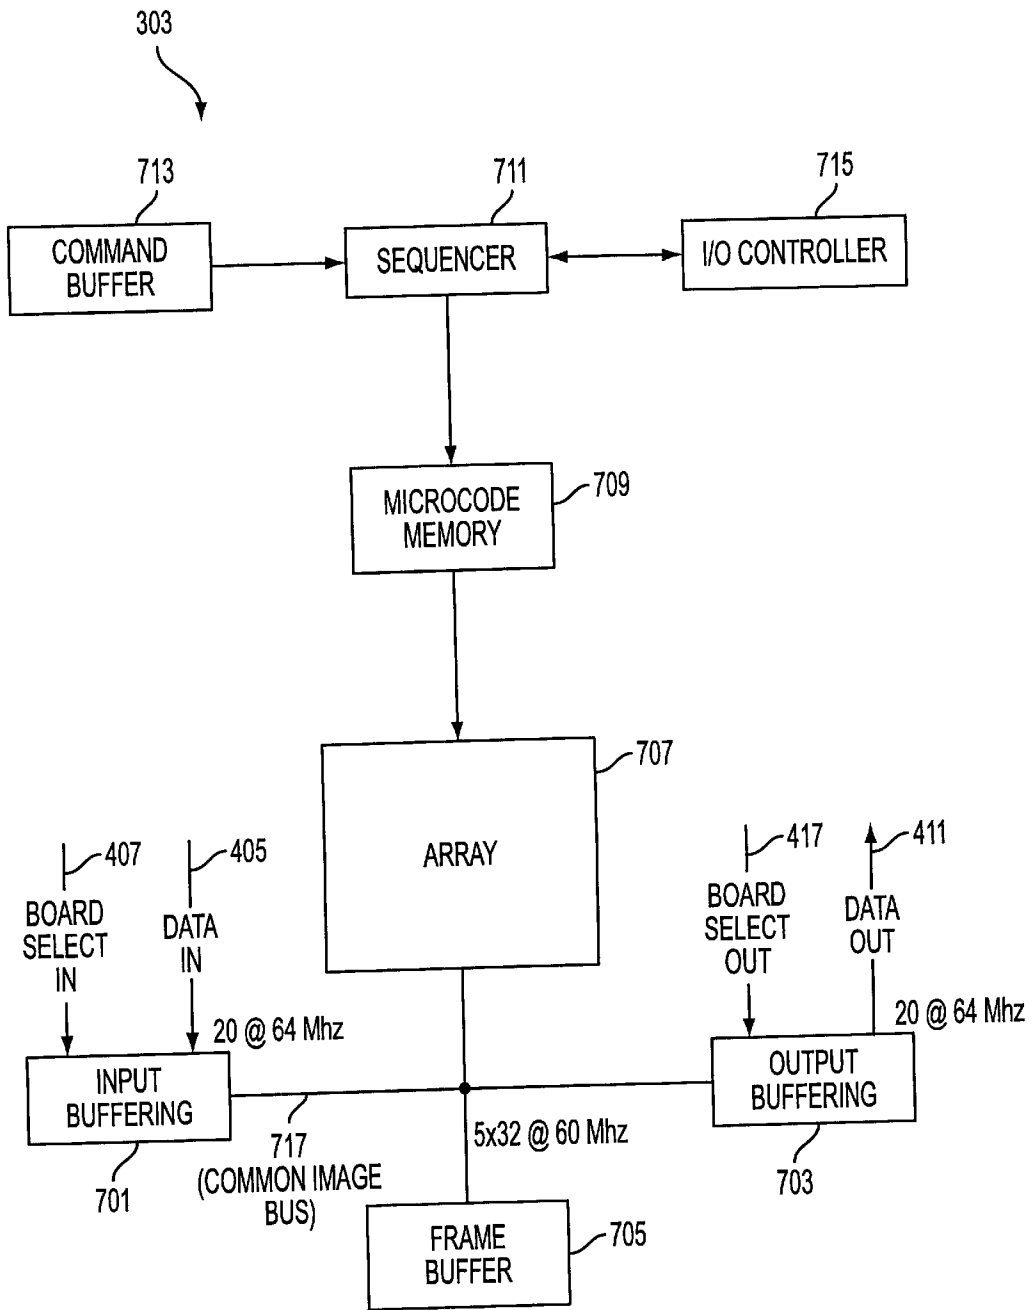 303
713
711
715
COMMAND
BUFFER
SEQUENCER
I/O CONTROLLER
MICROCODE
MEMORY
709
707
ARRAY
407
405
417
411
BOARD
SELECT
IN
DATA
IN
BOARD
SELECT
OUT
DATA
OUT
20 @ 64 Mhz
20 @ 64 Mhz
INPUT
BUFFERING
OUTPUT
BUFFERING
701
717
(COMMON IMAGE
BUS)
5x32 @ 60 Mhz
703
FRAME
BUFFER
705